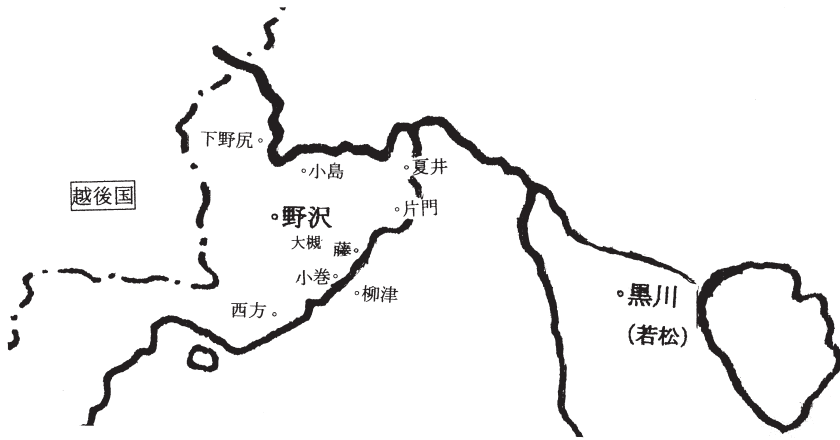 下野尻
小島
夏井
越後国
片門
野沢
大槻
藤
小巻
柳津
西方
黒川
(若松)